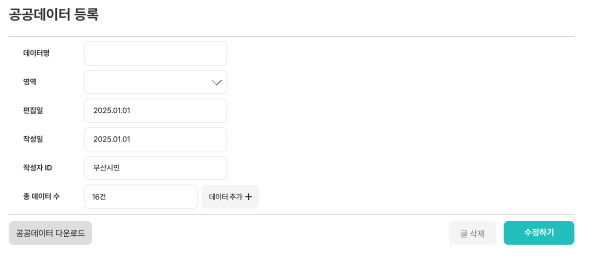 공공데이터 등록
데이터명
영역
편집일 2025.01.01
작성일 2025.01.01
작성자 ID 부산시민
총 데이터 수 16건 데이터 추가 +
공공데이터 다운로드 글 삭제 수정하기